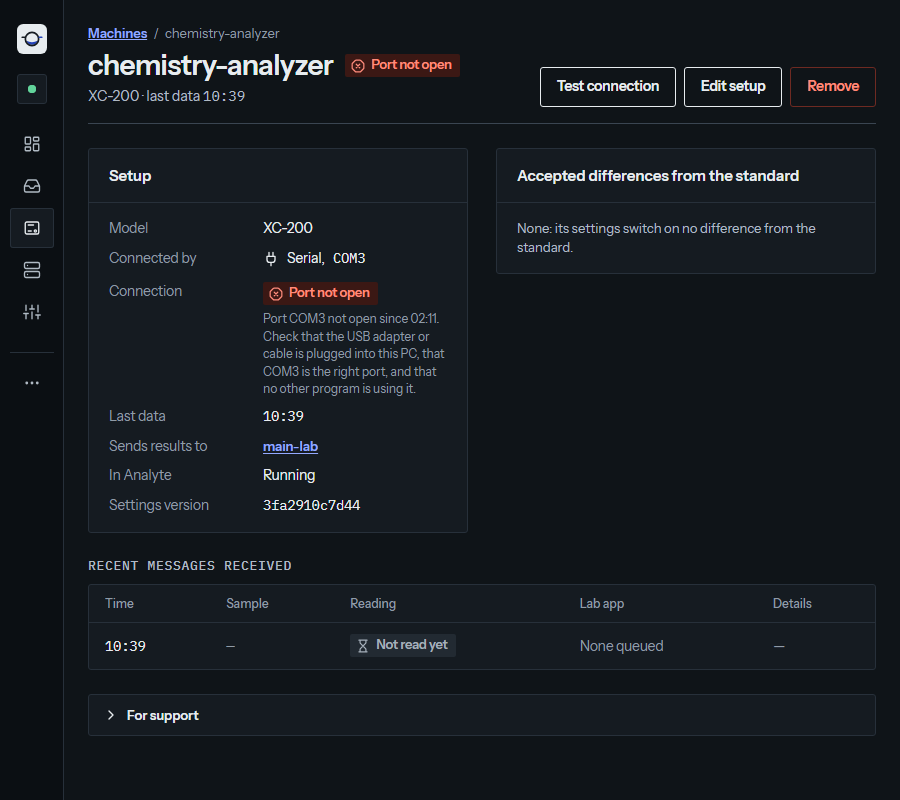 Machines / chemistry-analyzer
chemistry-analyzer Port not open
XC-200 · last data 10:39
Test connection Edit setup Remove
Setup
Model XC-200
Connected by Serial, COM3
Connection Port not open
Port COM3 not open since 02:11.
Check that the USB adapter or
cable is plugged into this PC, that
COM3 is the right port, and that
no other program is using it.
Last data 10:39
Sends results to main-lab
In Analyte Running
Settings version 3fa2910c7d44
Accepted differences from the standard
None: its settings switch on no difference from the
standard.
RECENT MESSAGES RECEIVED
Time Sample Reading Lab app Details
10:39 — Not read yet None queued —
For support